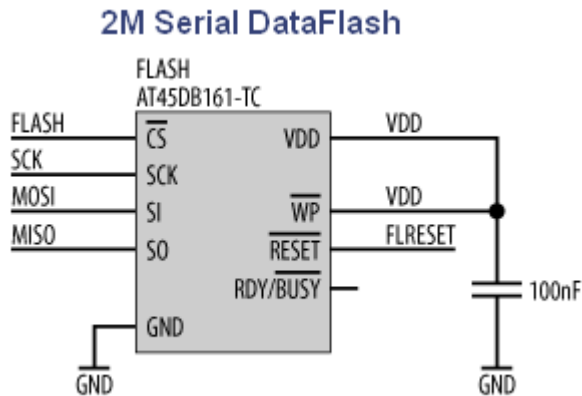 2M Serial DataFlash
FLASH
AT45DB161-TC
FLASH
CS
VDD
VDD
SCK
SCK
MOSI
SI
WP
VDD
MISO
SO
RESET
FLRESET
RDY/BUSY
100nF
GND
GND
GND